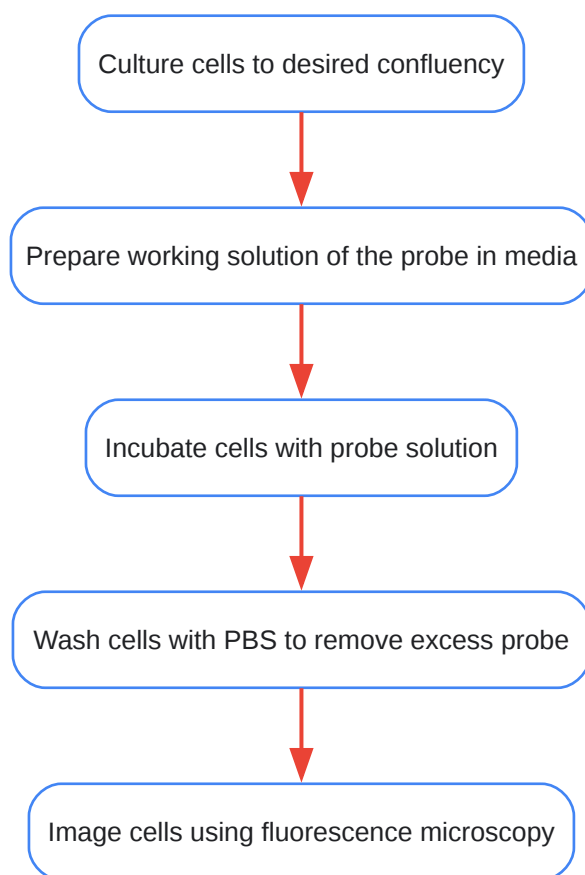 Culture cells to desired confluency
Prepare working solution of the probe in media
Incubate cells with probe solution
Wash cells with PBS to remove excess probe
Image cells using fluorescence microscopy